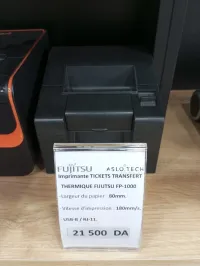 FUJITSU ASLO TECH
Imprimante TICKETS TRANSFERT
THERMIQUE FUJITSU FP-1000
Largeur du papier : 80mm.
Vitesse d'impression : 180mm/s.
USB-B / RJ-11.
21 500 DA